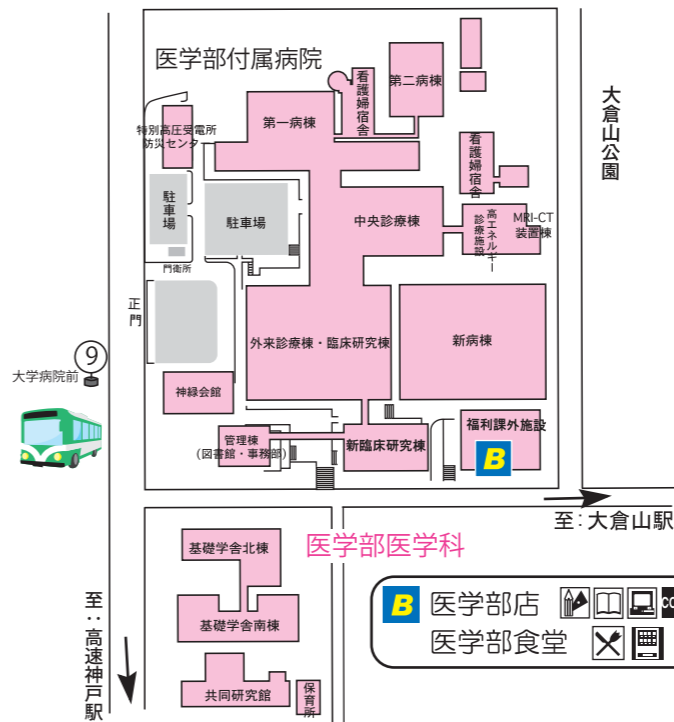 医学部付属病院
第一病棟
看護婦宿舎
第二病棟
特別高圧受電所
防災センター
看護婦宿舎
大倉山公園
駐車場
駐車場
中央診療棟
高エネルギー
診療施設
MRI-CT
装置棟
門衛所
正門
外来診療棟・臨床研究棟
新病棟
9
大学病院前
神緑会館
管理棟
(図書館・事務部)
新臨床研究棟
福利課外施設
B
至:大倉山駅
医学部医学科
基礎学舎北棟
基礎学舎南棟
共同研究館
保育所
至:高速神戸駅
B 医学部店
医学部食堂